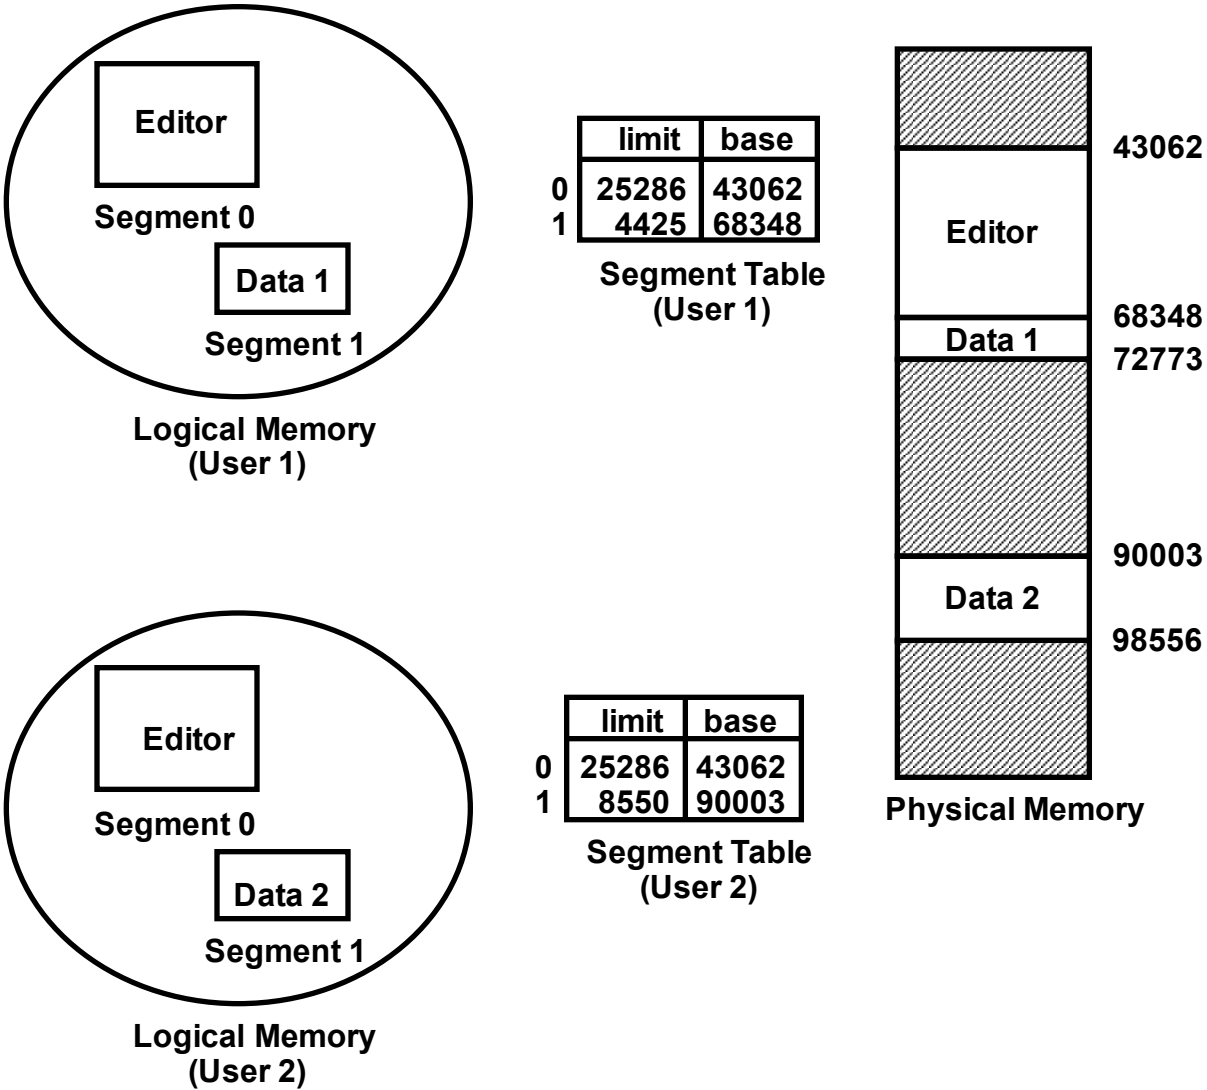 Editor
Segment 0
Data 1
Segment 1
Logical Memory
(User 1)
limit base
0 25286 43062
1 4425 68348
Segment Table
(User 1)
43062
Editor
68348
Data 1
72773
90003
Data 2
98556
Physical Memory
Editor
Segment 0
Data 2
Segment 1
Logical Memory
(User 2)
limit base
0 25286 43062
1 8550 90003
Segment Table
(User 2)